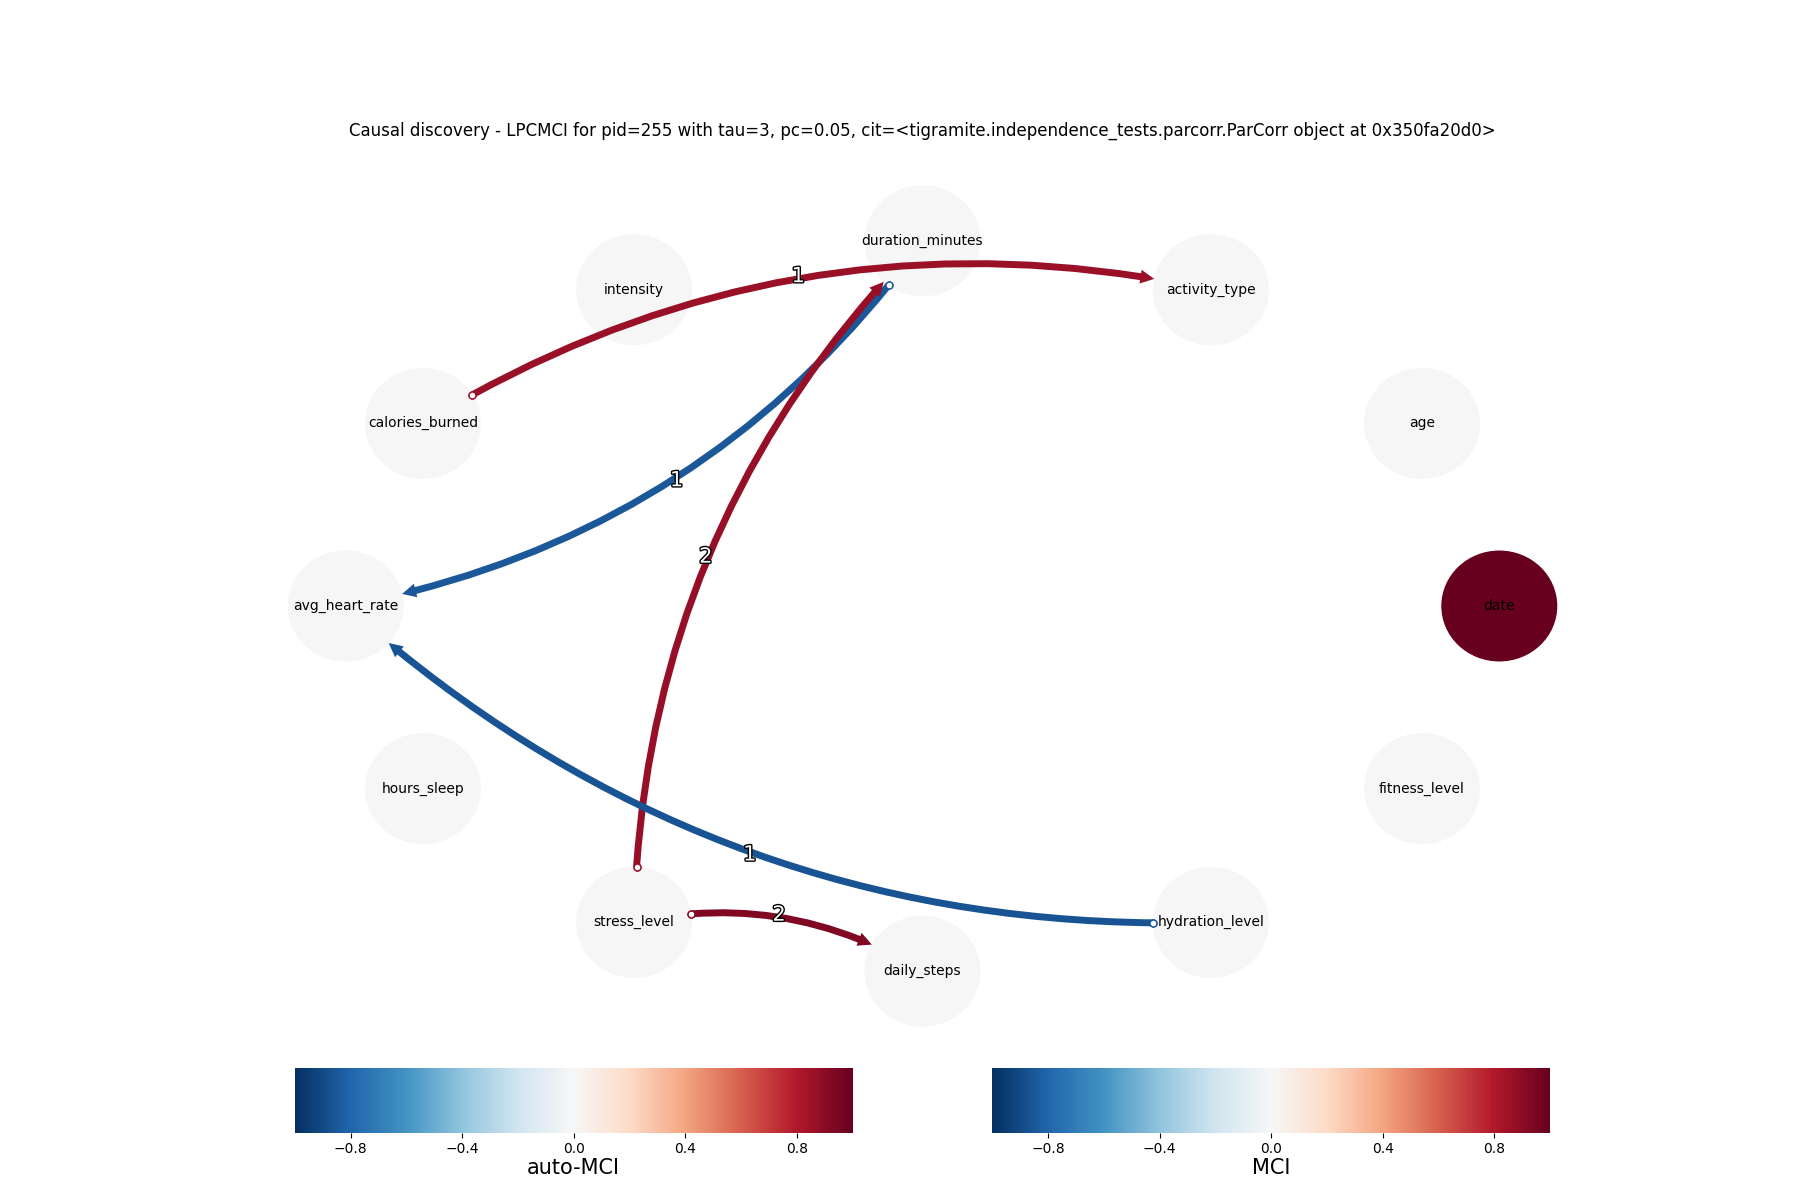 Causal discovery - LPCMCI for pid=255 with tau=3, pc=0.05, cit=<tigramite.independence_tests.parcorr.ParCorr object at 0x350fa20d0>
duration_minutes
intensity
activity_type
1
calories_burned
age
1
2
avg_heart_rate
date
hours_sleep
fitness_level
1
stress_level
2
hydration_level
daily_steps
−0.8 −0.4 0.0 0.4 0.8
auto-MCI
−0.8 −0.4 0.0 0.4 0.8
MCI